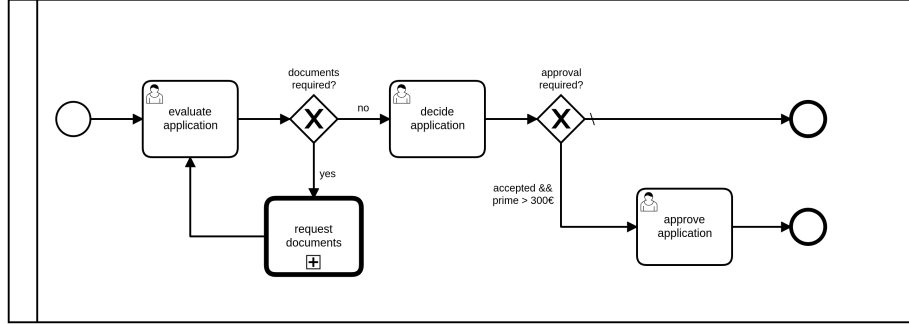 documents
required?
approval
required?
evaluate
application
no
decide
application
yes
accepted &&
prime > 300€
request
documents
approve
application